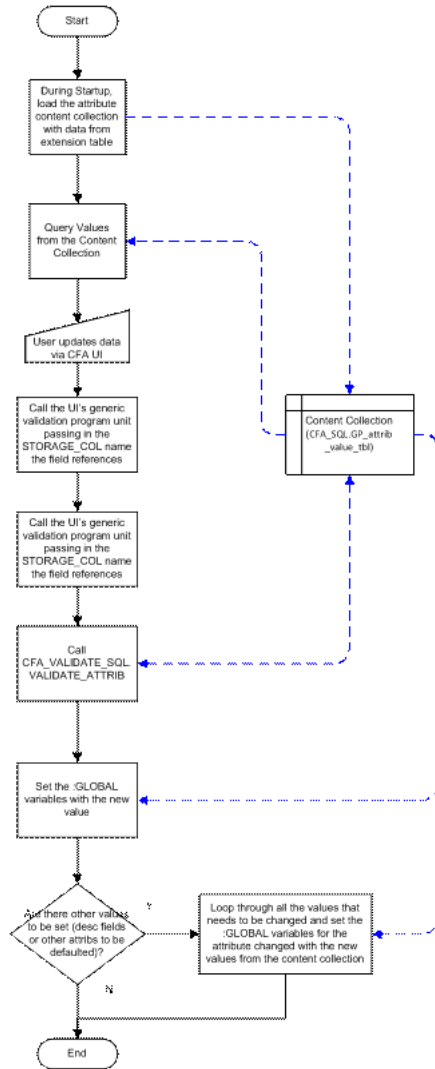 Start
During Startup,
load the attribute
content collection
with data from
extension table
Query Values
from the Content
Collection
User updates data
via CFA UI
Call the UI's generic
validation program unit
passing in the
STORAGE_COL name
the field references
Content Collection
(CFA_SQL.GP_attrib
_value_tbl)
Call the UI's generic
validation program unit
passing in the
STORAGE_COL name
the field references
Call
CFA_VALIDATE_SQL.
VALIDATE_ATTRIB
Set the :GLOBAL
variables with the new
value
Are there other values
to be set (desc fields
or other attribs to be
defaulted)?
Y
Loop through all the values that
needs to be changed and set the
:GLOBAL variables for the
attribute changed with the new
values from the content collection
N
End